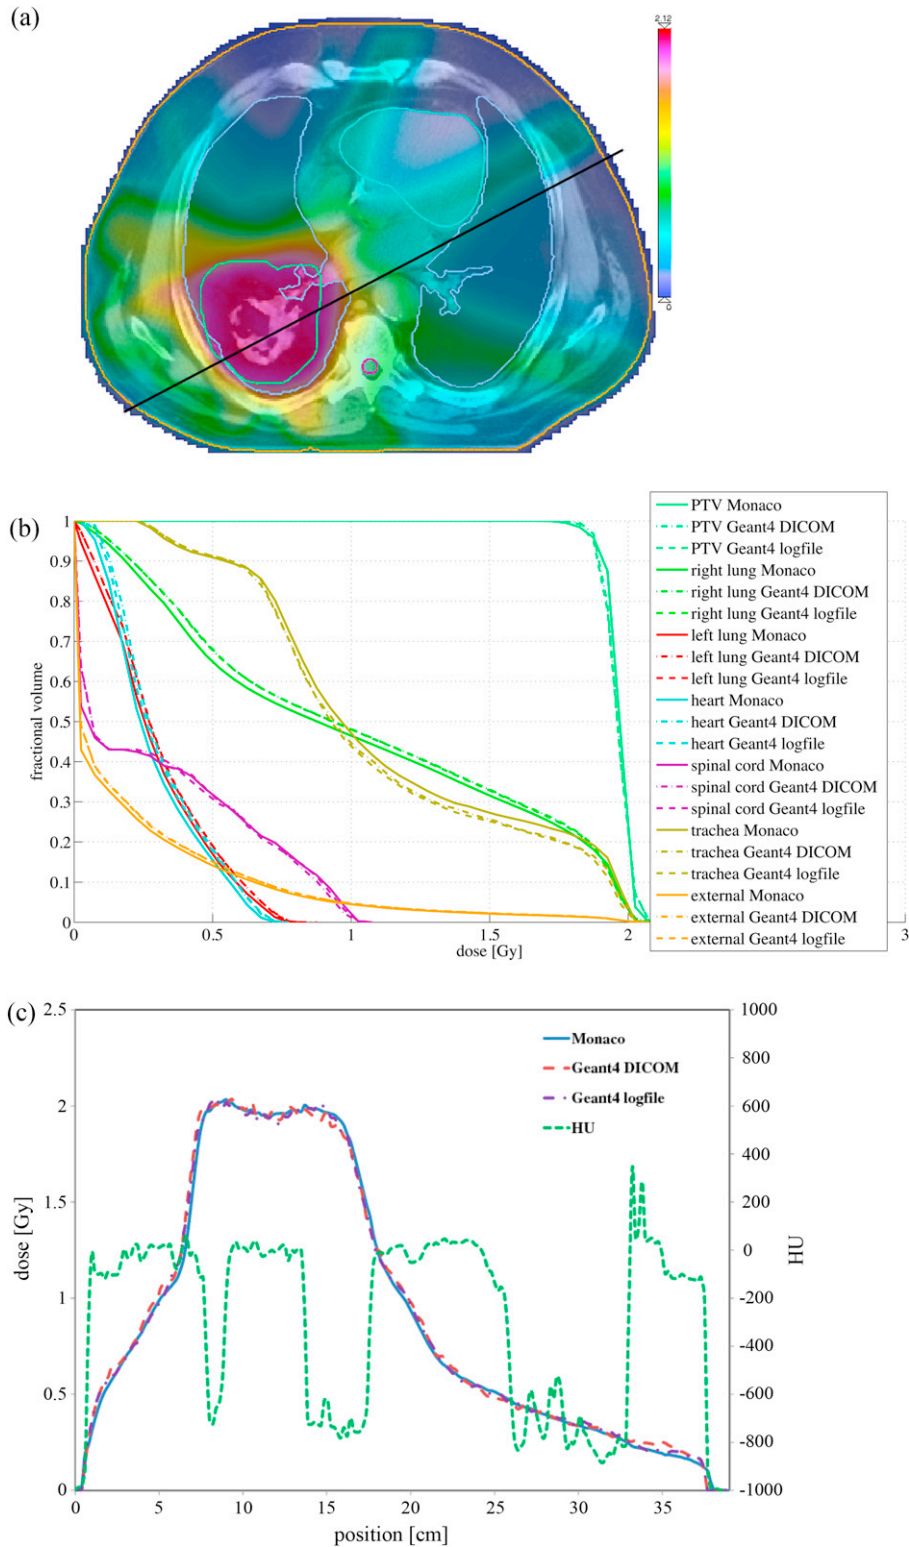 (a)
2.12
0
(b)
1
0.9
0.8
0.7
0.6
0.5
0.4
0.3
0.2
0.1
0
fractional volume
0
0.5
1
1.5
2
3
dose [Gy]
PTV Monaco
PTV Geant4 DICOM
PTV Geant4 logfile
right lung Monaco
right lung Geant4 DICOM
right lung Geant4 logfile
left lung Monaco
left lung Geant4 DICOM
left lung Geant4 logfile
heart Monaco
heart Geant4 DICOM
heart Geant4 logfile
spinal cord Monaco
spinal cord Geant4 DICOM
spinal cord Geant4 logfile
trachea Monaco
trachea Geant4 DICOM
trachea Geant4 logfile
external Monaco
external Geant4 DICOM
external Geant4 logfile
(c)
2.5
2
1.5
1
0.5
0
dose [Gy]
Monaco
Geant4 DICOM
Geant4 logfile
HU
1000
800
600
400
200
0
-200
-400
-600
-800
-1000
HU
0
5
10
15
20
25
30
35
position [cm]